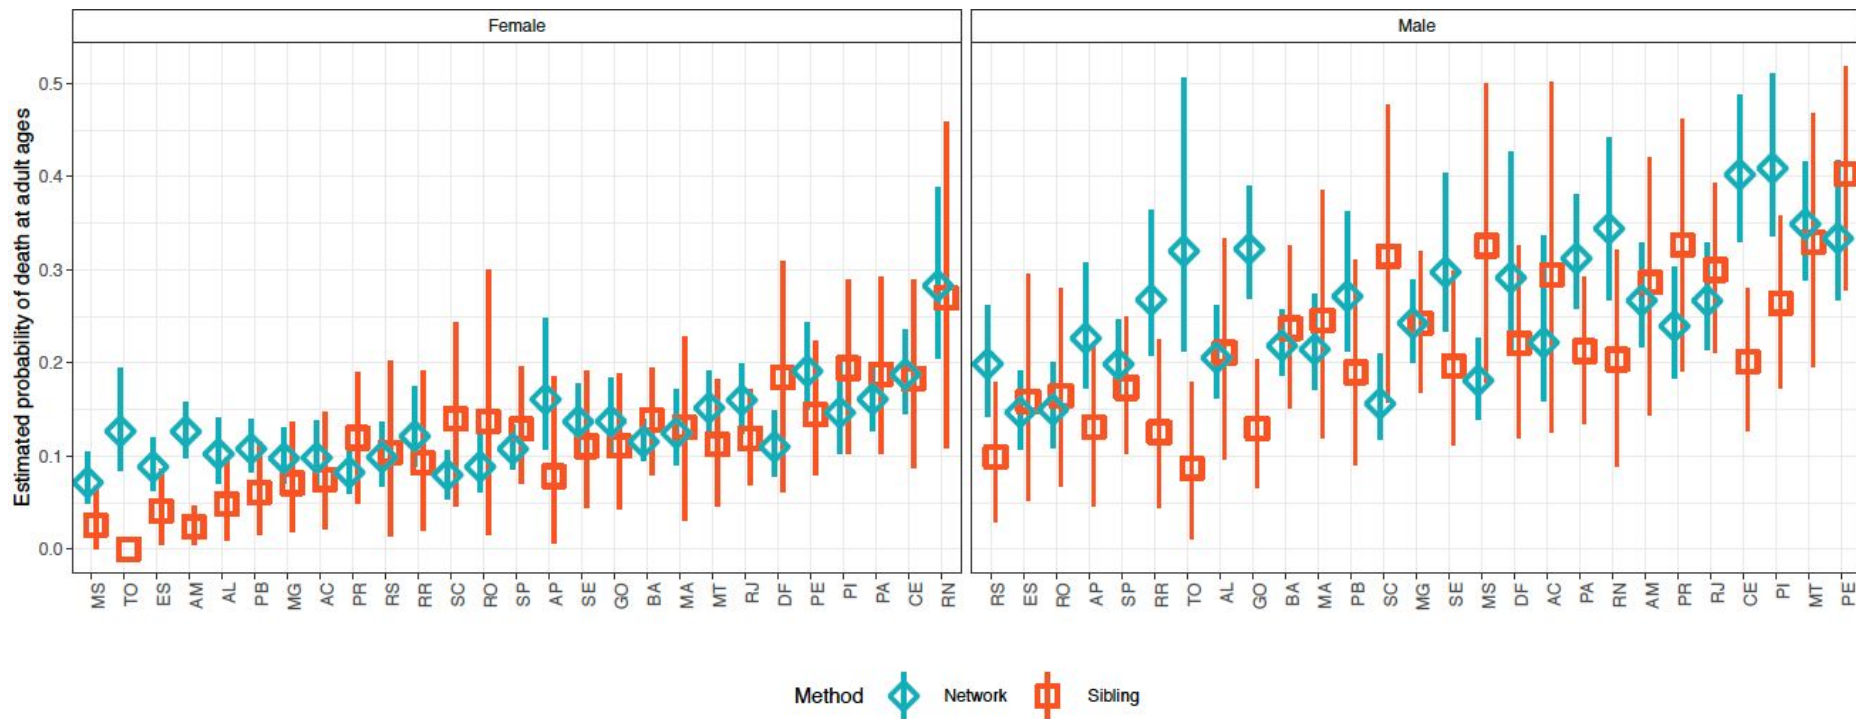 Female
Male
Estimated probability of death at adult ages
0.5
0.4
0.3
0.2
0.1
0.0
MS TO ES AM AL PB MG AC PR RS RR SC RO SP AP SE GO BA MA MT RJ DF PE PI PA CE RN
RS ES RO AP SP RR TO AL GO BA MA PB SC MG SE MS DF AC PA RN AM PR RJ CE PI MT PE
Method Network Sibling